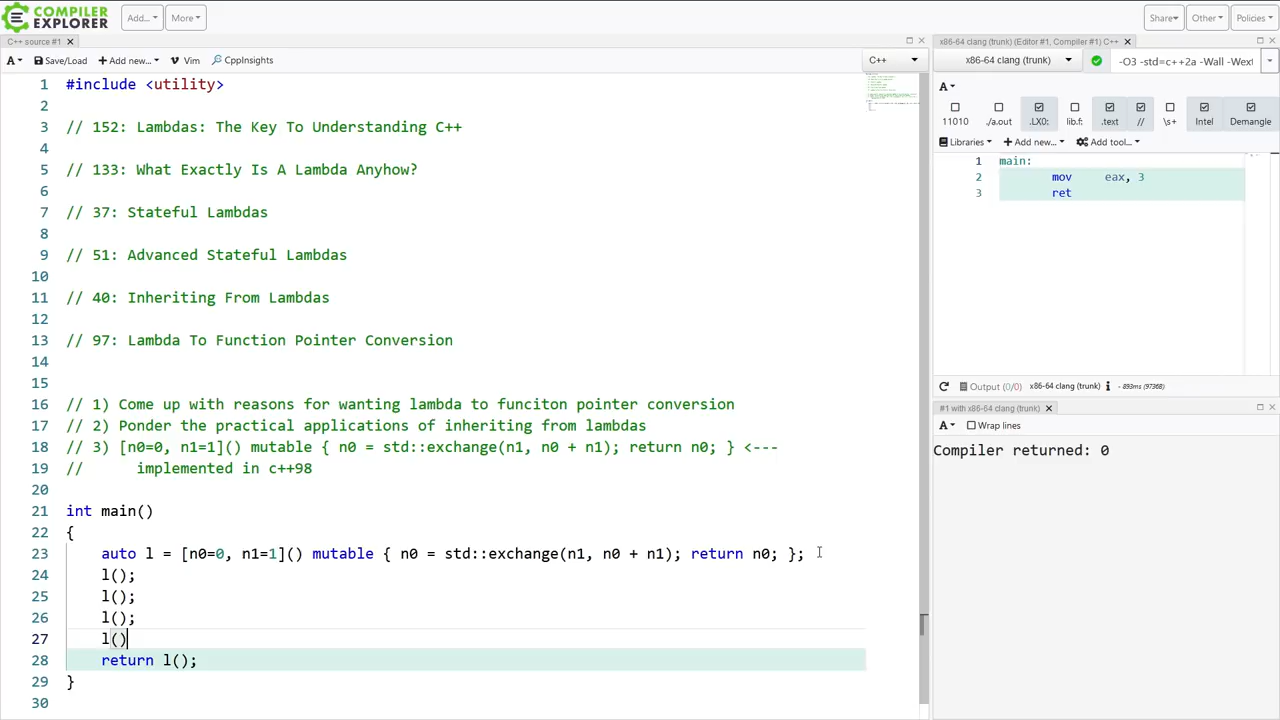 COMPILER EXPLORER
Add...
More
Share
Other
Policies
C++ source #1
Save/Load
Add new...
Vim
CppInsights
C++
1 #include <utility>
2
3 // 152: Lambdas: The Key To Understanding C++
4
5 // 133: What Exactly Is A Lambda Anyhow?
6
7 // 37: Stateful Lambdas
8
9 // 51: Advanced Stateful Lambdas
10
11 // 40: Inheriting From Lambdas
12
13 // 97: Lambda To Function Pointer Conversion
14
15
16 // 1) Come up with reasons for wanting lambda to funciton pointer conversion
17 // 2) Ponder the practical applications of inheriting from lambdas
18 // 3) [n0=0, n1=1]() mutable { n0 = std::exchange(n1, n0 + n1); return n0; } <---
19 // implemented in c++98
20
21 int main()
22 {
23 auto l = [n0=0, n1=1]() mutable { n0 = std::exchange(n1, n0 + n1); return n0; };
24 l();
25 l();
26 l();
27 l()
28 return l();
29 }
30
x86-64 clang (trunk) (Editor #1, Compiler #1) C++
x86-64 clang (trunk)
-O3 -std=c++2a -Wall -Wext
A
11010
./a.out
.LX0:
lib.f:
.text
//
\s+
Intel
Demangle
Libraries
Add new...
Add tool...
1 main:
2 mov eax, 3
3 ret
Output (0/0) x86-64 clang (trunk) i - 893ms (9736B)
#1 with x86-64 clang (trunk)
A Wrap lines
Compiler returned: 0